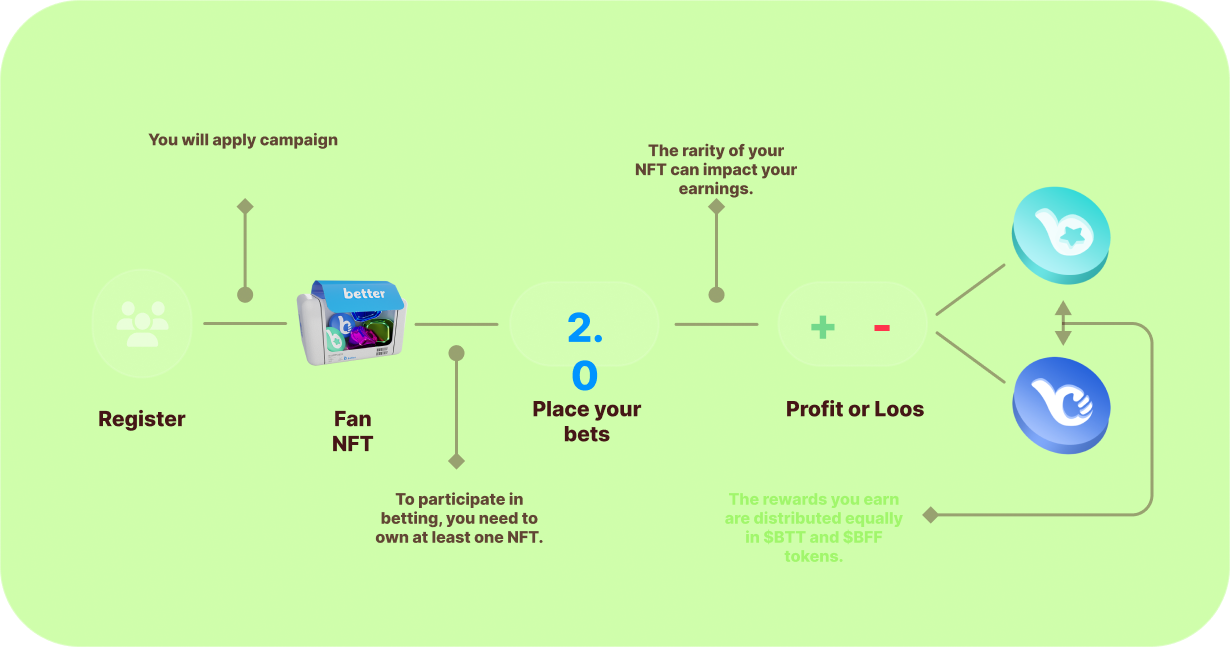 You will apply campaign
The rarity of your
NFT can impact your
earnings.
better
2.
0
+ -
Register
Fan
NFT
Place your
bets
Profit or Loos
To participate in
betting, you need to
own at least one NFT.
The rewards you earn
are distributed equally
in $BTT and $BFF
tokens.